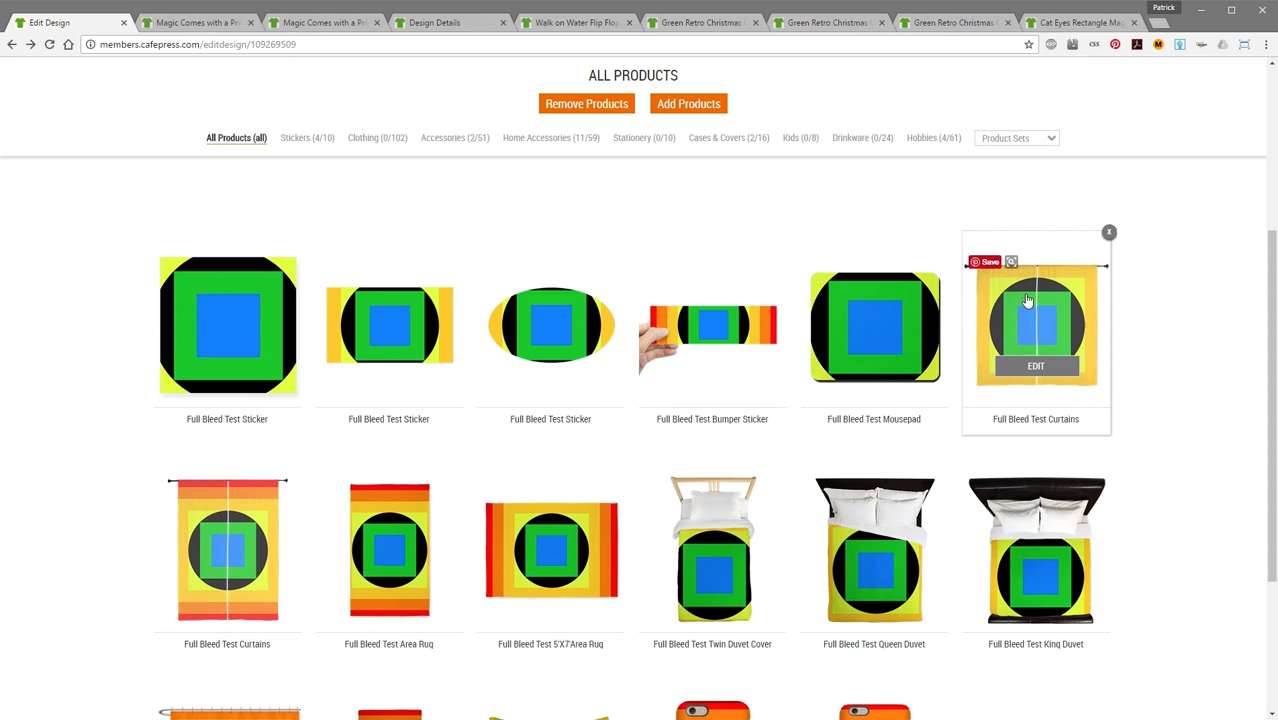 Patrick
Edit Design
Magic Comes with a Pri
Magic Comes with a Pri
Design Details
Walk on Water Flip Flop
Green Retro Christmas
Green Retro Christmas
Green Retro Christmas
Cat Eyes Rectangle Mag
members.cafepress.com/editdesign/109269509
css
ALL PRODUCTS
Remove Products
Add Products
All Products (all)
Stickers (4/10)
Clothing (0/102)
Accessories (2/51)
Home Accessories (11/59)
Stationery (0/10)
Cases & Covers (2/16)
Kids (0/8)
Drinkware (0/24)
Hobbies (4/61)
Product Sets
X
Save
EDIT
Full Bleed Test Sticker
Full Bleed Test Sticker
Full Bleed Test Sticker
Full Bleed Test Bumper Sticker
Full Bleed Test Mousepad
Full Bleed Test Curtains
Full Bleed Test Curtains
Full Bleed Test Area Rug
Full Bleed Test 5'X7'Area Rug
Full Bleed Test Twin Duvet Cover
Full Bleed Test Queen Duvet
Full Bleed Test King Duvet